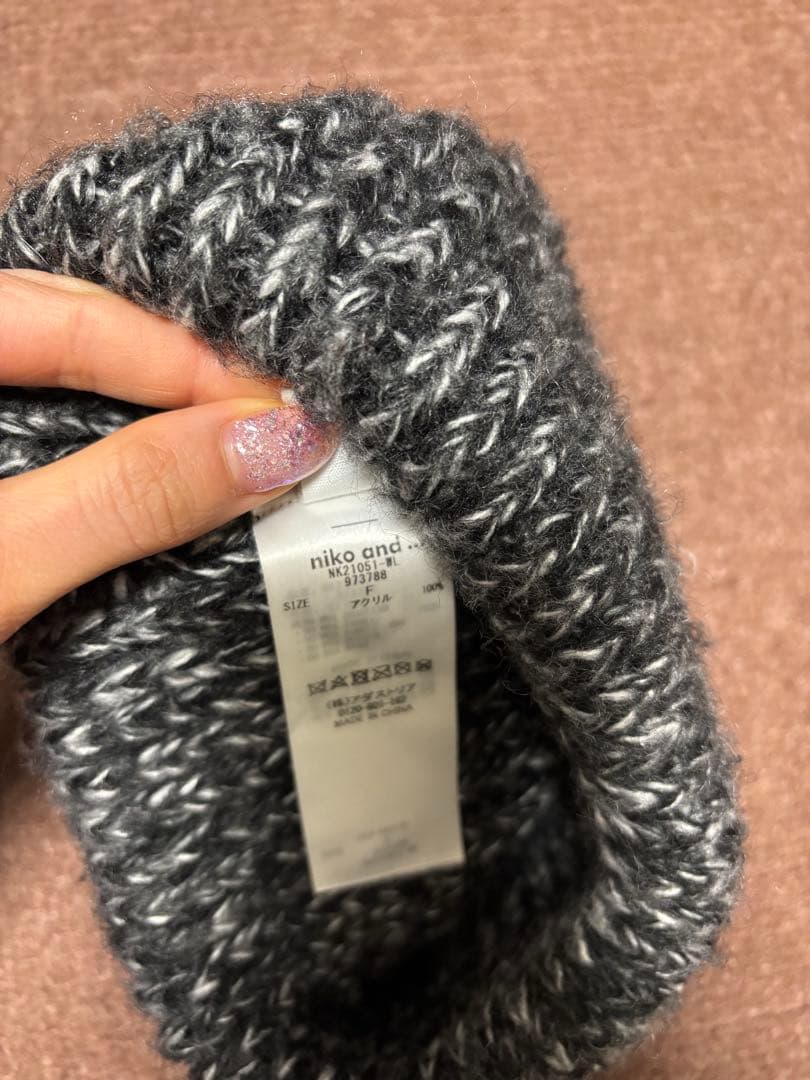 niko and ...
NK21051-WL
973788
SIZE F
アクリル 100%
(株)アダストリア
MADE IN CHINA